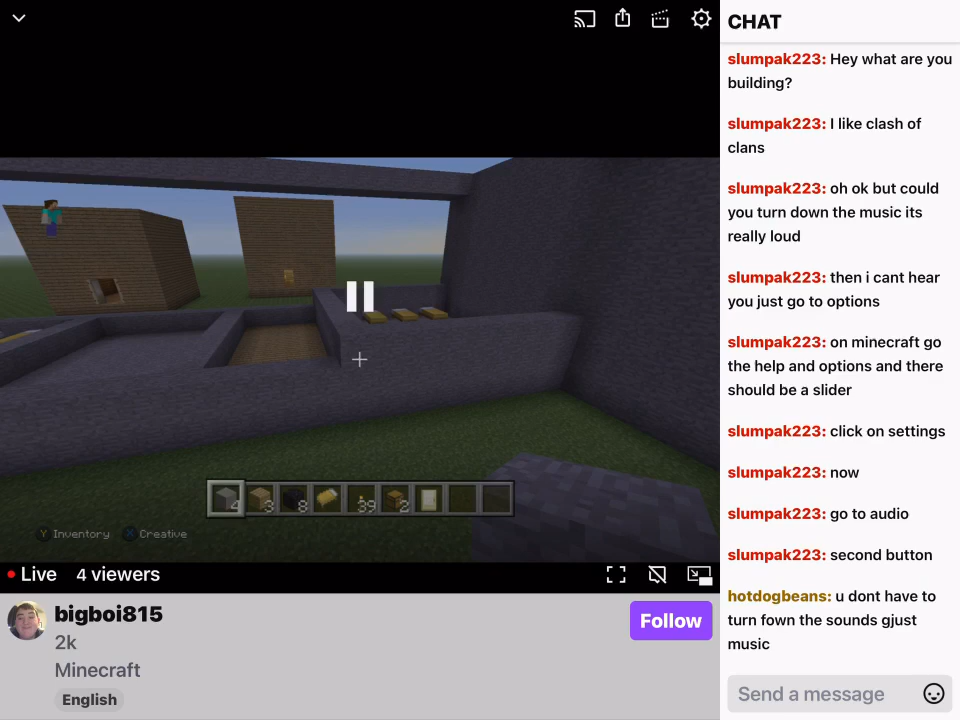 CHAT
slumpak223: Hey what are you
building?
slumpak223: I like clash of
clans
slumpak223: oh ok but could
you turn down the music its
really loud
slumpak223: then i cant hear
you just go to options
slumpak223: on minecraft go
the help and options and there
should be a slider
slumpak223: click on settings
slumpak223: now
slumpak223: go to audio
slumpak223: second button
hotdogbeans: u dont have to
turn fown the sounds gjust
music
Send a message
4 3 8 39 2
Y Inventory X Creative
Live 4 viewers
bigboi815
2k
Minecraft
English
Follow